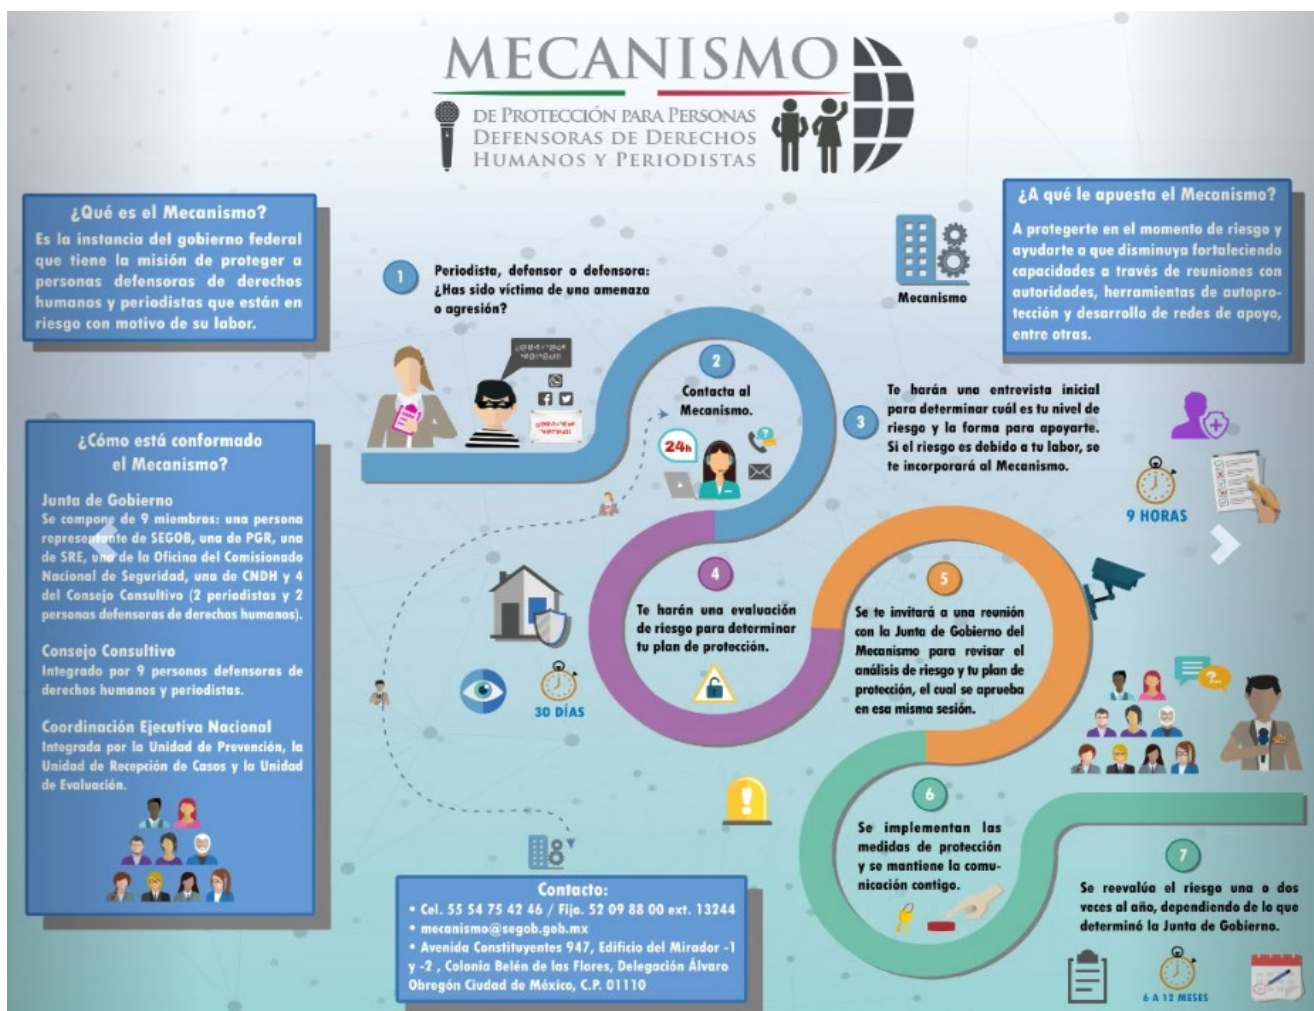 MECANISMO
DE PROTECCIÓN PARA PERSONAS
DEFENSORAS DE DERECHOS
HUMANOS Y PERIODISTAS
¿Qué es el Mecanismo?
Es la instancia del gobierno federal
que tiene la misión de proteger a
personas defensoras de derechos
humanos y periodistas que están en
riesgo con motivo de su labor.
¿Cómo está conformado
el Mecanismo?
Junta de Gobierno
Se compone de 9 miembros: una persona
representante de SEGOB, una de PGR, una
de SRE, una de la Oficina del Comisionado
Nacional de Seguridad, una de CNDH y 4
del Consejo Consultivo (2 periodistas y 2
personas defensoras de derechos humanos).
Consejo Consultivo
Integrado por 9 personas defensoras de
derechos humanos y periodistas.
Coordinación Ejecutiva Nacional
Integrada por la Unidad de Prevención, la
Unidad de Recepción de Casos y la Unidad
de Evaluación.
¿A qué le apuesta el Mecanismo?
A protegerte en el momento de riesgo y
ayudarte a que disminuya fortaleciendo
capacidades a través de reuniones con
autoridades, herramientas de autopro-
tección y desarrollo de redes de apoyo,
entre otras.
Mecanismo
1
Periodista, defensor o defensora:
¿Has sido víctima de una amenaza
o agresión?
2
Contacta al
Mecanismo.
24h
3
Te harán una entrevista inicial
para determinar cuál es tu nivel de
riesgo y la forma para apoyarte.
Si el riesgo es debido a tu labor, se
te incorporará al Mecanismo.
9 HORAS
4
Te harán una evaluación
de riesgo para determinar
tu plan de protección.
30 DÍAS
5
Se te invitará a una reunión
con la Junta de Gobierno del
Mecanismo para revisar el
análisis de riesgo y tu plan de
protección, el cual se aprueba
en esa misma sesión.
6
Se implementan las
medidas de protección
y se mantiene la comu-
nicación contigo.
7
Se reevalúa el riesgo una o dos
veces al año, dependiendo de lo que
determinó la Junta de Gobierno.
6 A 12 MESES
Contacto:
• Cel. 55 54 75 42 46 / Fijo. 52 09 88 00 ext. 13244
• mecanismo@segob.gob.mx
• Avenida Constituyentes 947, Edificio del Mirador -1
y -2 , Colonia Belén de las Flores, Delegación Álvaro
Obregón Ciudad de México, C.P. 01110